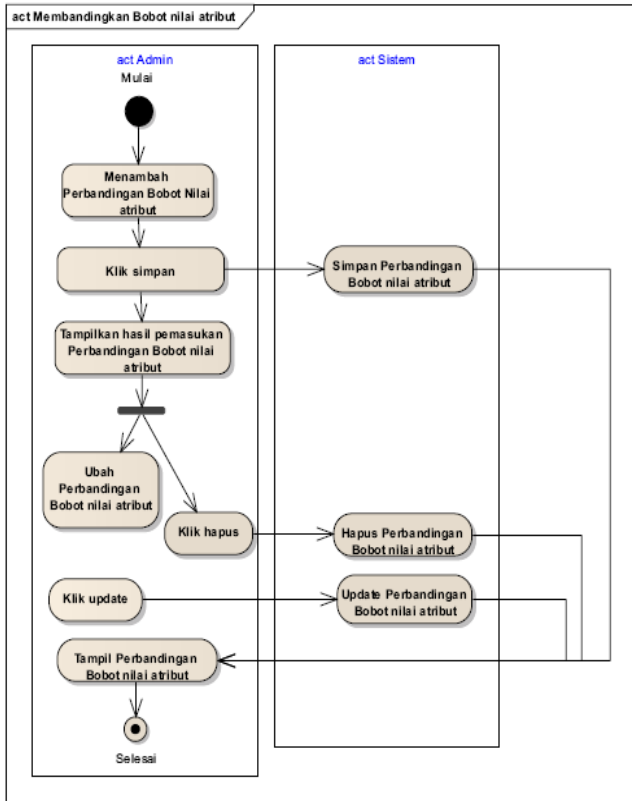 act Membandingkan Bobot nilai atribut
act Admin
act Sistem
Mulai
Menambah
Perbandingan Bobot Nilai
atribut
Klik simpan
Simpan Perbandingan
Bobot nilai atribut
Tampilkan hasil pemasukan
Perbandingan Bobot nilai
atribut
Ubah
Perbandingan
Bobot nilai atribut
Klik hapus
Hapus Perbandingan
Bobot nilai atribut
Klik update
Update Perbandingan
Bobot nilai atribut
Tampil Perbandingan
Bobot nilai atribut
Selesai